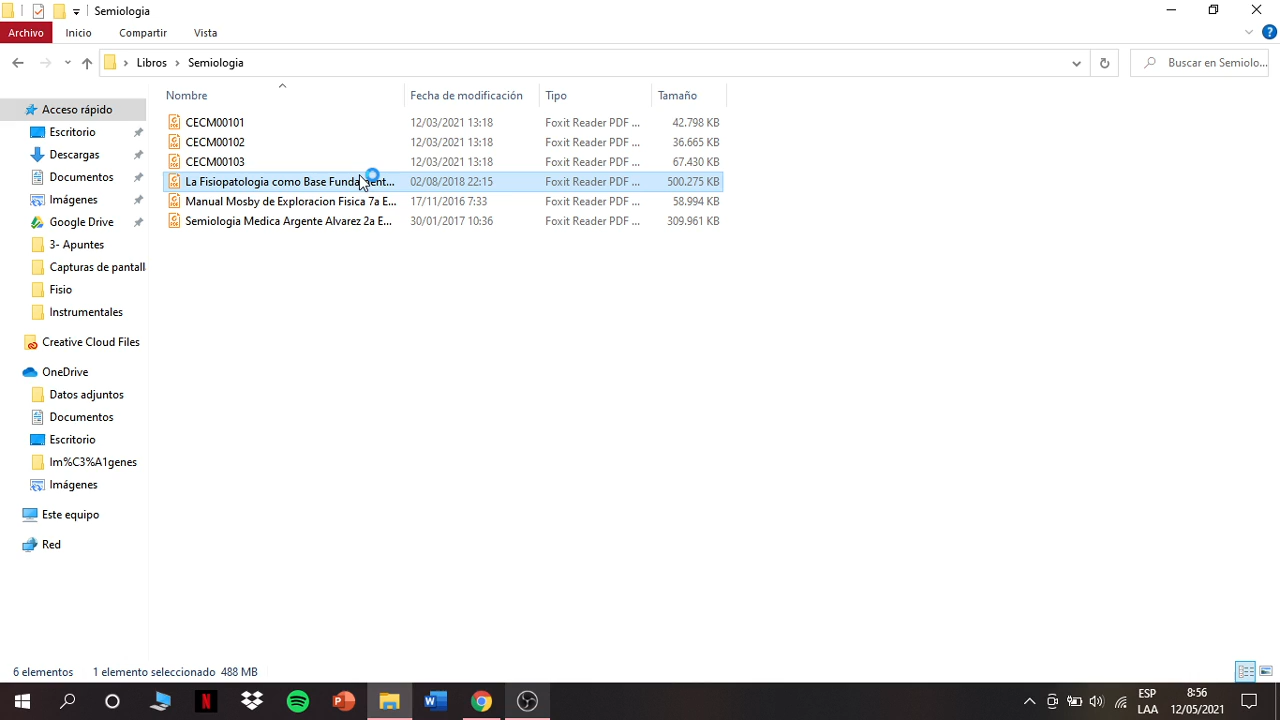 Semiologia
Archivo Inicio Compartir Vista
Libros Semiologia
Buscar en Semiolo...
Nombre Fecha de modificación Tipo Tamaño
CECM00101 12/03/2021 13:18 Foxit Reader PDF ... 42.798 KB
CECM00102 12/03/2021 13:18 Foxit Reader PDF ... 36.665 KB
CECM00103 12/03/2021 13:18 Foxit Reader PDF ... 67.430 KB
La Fisiopatologia como Base Fundament... 02/08/2018 22:15 Foxit Reader PDF ... 500.275 KB
Manual Mosby de Exploracion Fisica 7a E... 17/11/2016 7:33 Foxit Reader PDF ... 58.994 KB
Semiologia Medica Argente Alvarez 2a E... 30/01/2017 10:36 Foxit Reader PDF ... 309.961 KB
Acceso rápido
Escritorio
Descargas
Documentos
Imágenes
Google Drive
3- Apuntes
Capturas de pantall
Fisio
Instrumentales
Creative Cloud Files
OneDrive
Datos adjuntos
Documentos
Escritorio
Im%C3%A1genes
Imágenes
Este equipo
Red
6 elementos 1 elemento seleccionado 488 MB
ESP
LAA
8:56
12/05/2021